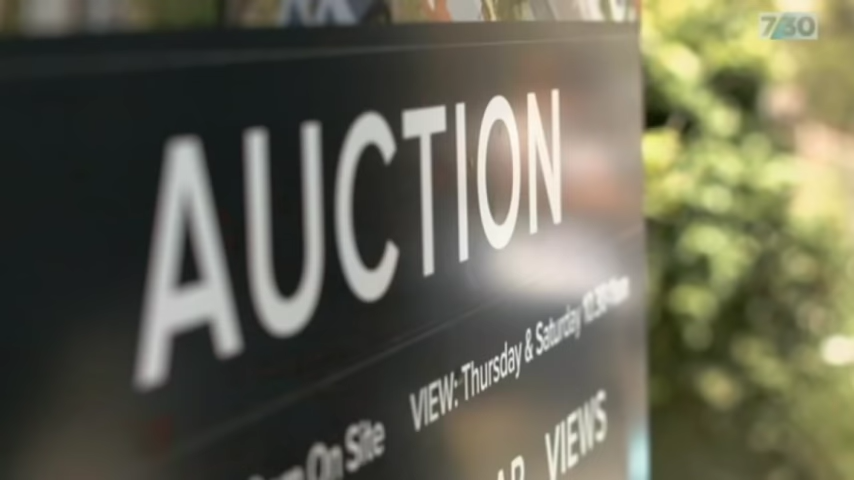 7/30
AUCTION
VIEW: Thursday & Saturday
On Site
VIEWS